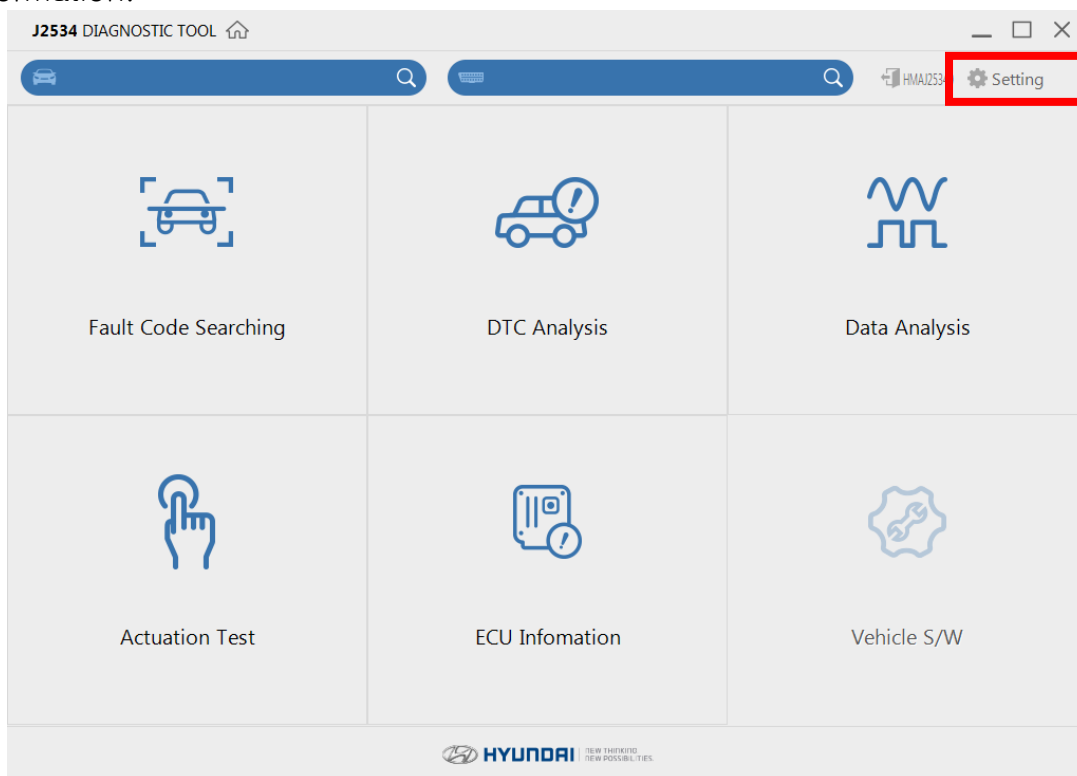 J2534 DIAGNOSTIC TOOL
HMAJ2534 Setting
Fault Code Searching
DTC Analysis
Data Analysis
Actuation Test
ECU Infomation
Vehicle S/W
HYUNDAI
NEW THINKING.
NEW POSSIBILITIES.